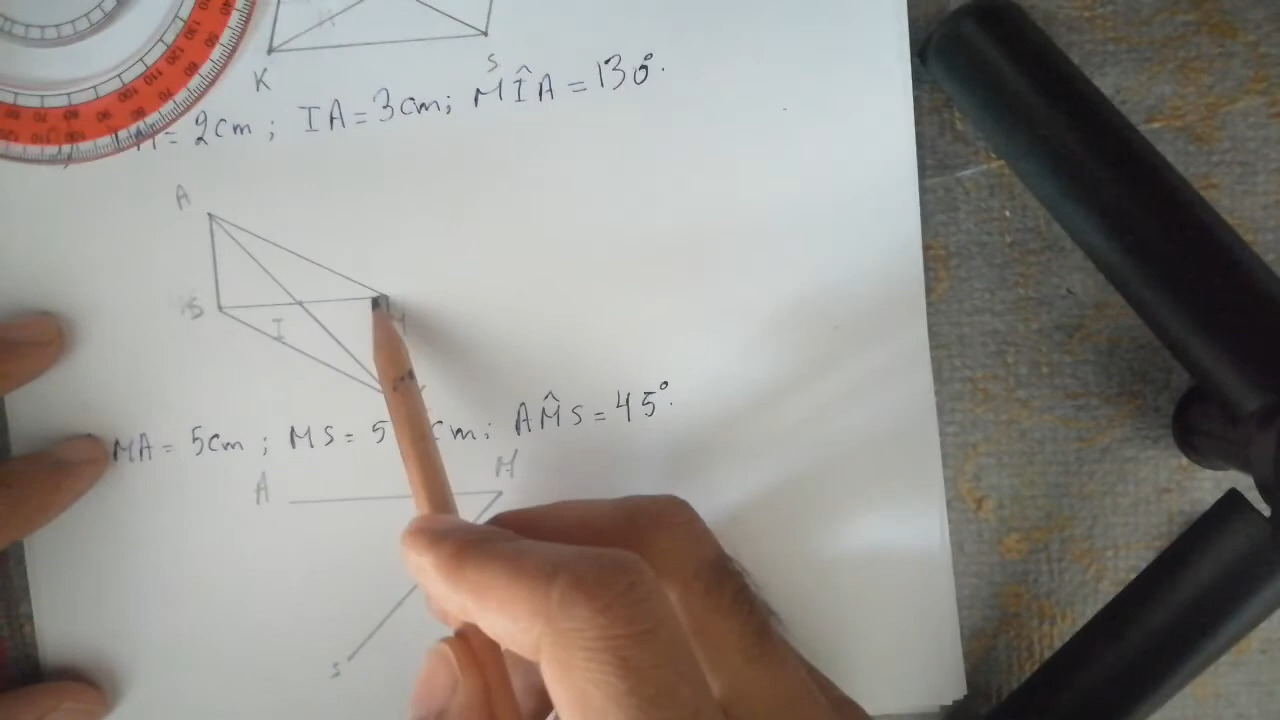 M
K S
= 2cm ; IA = 3cm; MÎA = 130°.
A
S
I
MA = 5cm ; MS = 5 cm; AM̂S = 45°.
A M
S